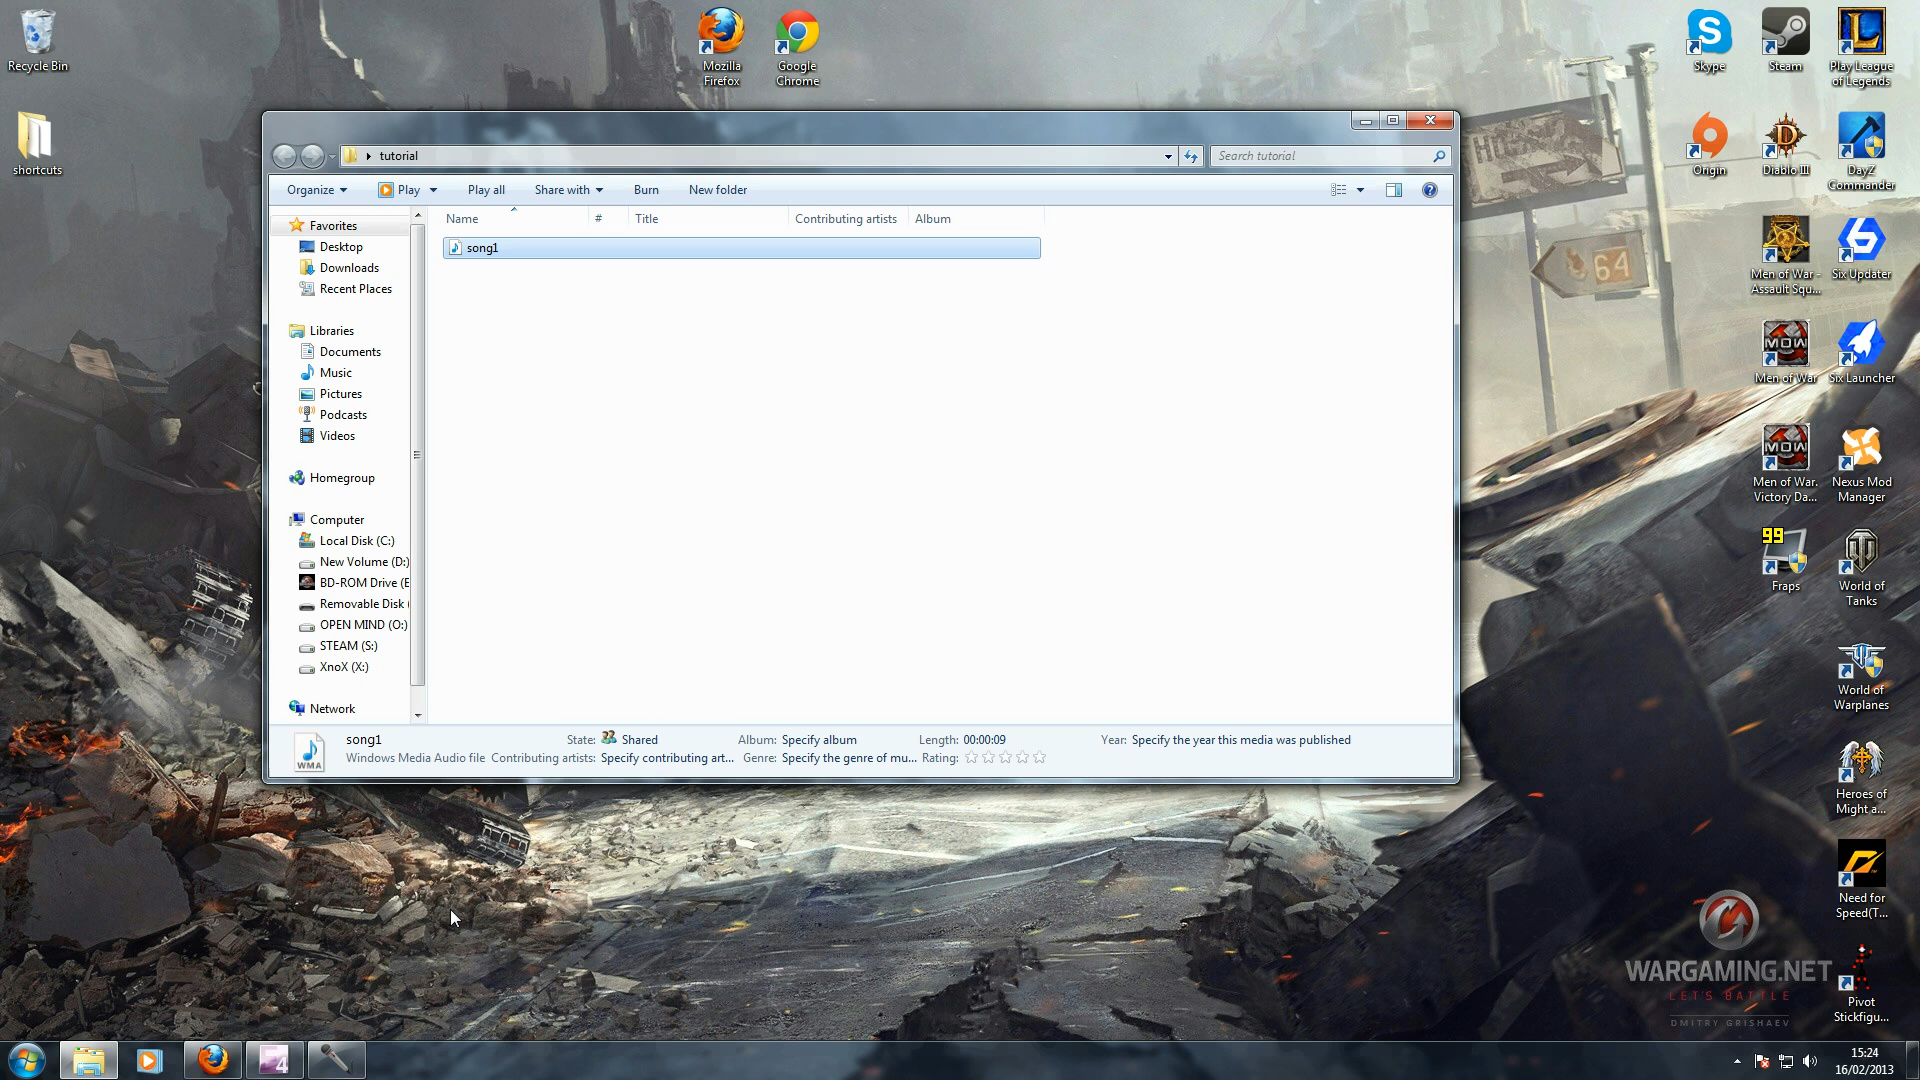 Recycle Bin
shortcuts
Mozilla
Firefox
Google
Chrome
Skype
Steam
Play League
of Legends
Origin
Diablo III
DayZ
Commander
Men of War -
Assault Squ...
Six Updater
Men of War
Six Launcher
Men of War.
Victory Da...
Nexus Mod
Manager
99
Fraps
World of
Tanks
World of
Warplanes
Heroes of
Might a...
Need for
Speed(T...
Pivot
Stickfigu...
tutorial
Search tutorial
Organize
Play
Play all
Share with
Burn
New folder
Name
#
Title
Contributing artists
Album
song1
Favorites
Desktop
Downloads
Recent Places
Libraries
Documents
Music
Pictures
Podcasts
Videos
Homegroup
Computer
Local Disk (C:)
New Volume (D:)
BD-ROM Drive (E
Removable Disk (
OPEN MIND (O:)
STEAM (S:)
XnoX (X:)
Network
WMA
song1
State: Shared
Album: Specify album
Length: 00:00:09
Year: Specify the year this media was published
Windows Media Audio file
Contributing artists: Specify contributing art...
Genre: Specify the genre of mu...
Rating:
64
WARGAMING.NET
LET'S BATTLE
DMITRY GRISHAEV
4
15:24
16/02/2013